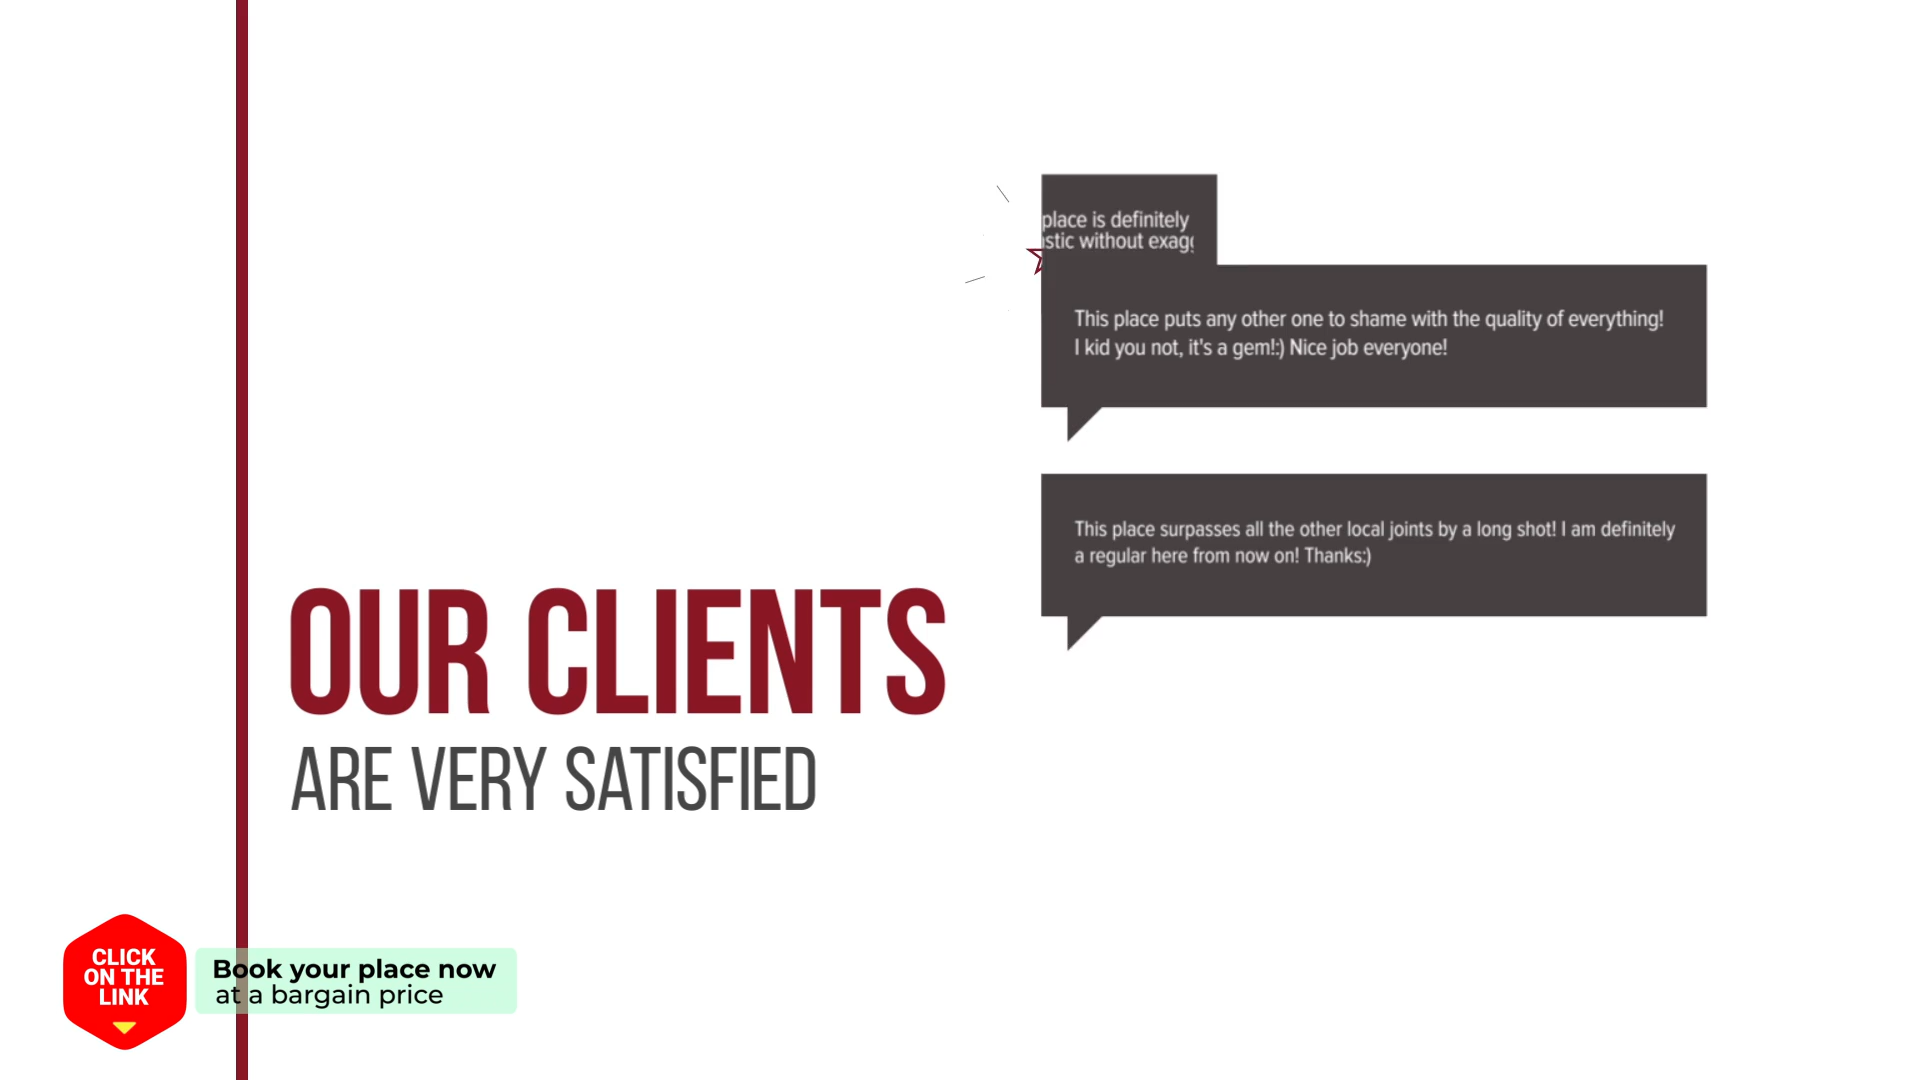 place is definitely
without
This place puts any other one to shame with the quality of everything!
I kid you not, it's a gem!:) Nice job everyone!
This place surpasses all the other local joints by a long shot! I am definitely
a regular here from now on! Thanks:)
OUR CLIENTS
ARE VERY SATISFIED
CLICK
ON THE
LINK
Book your place now
at a bargain price